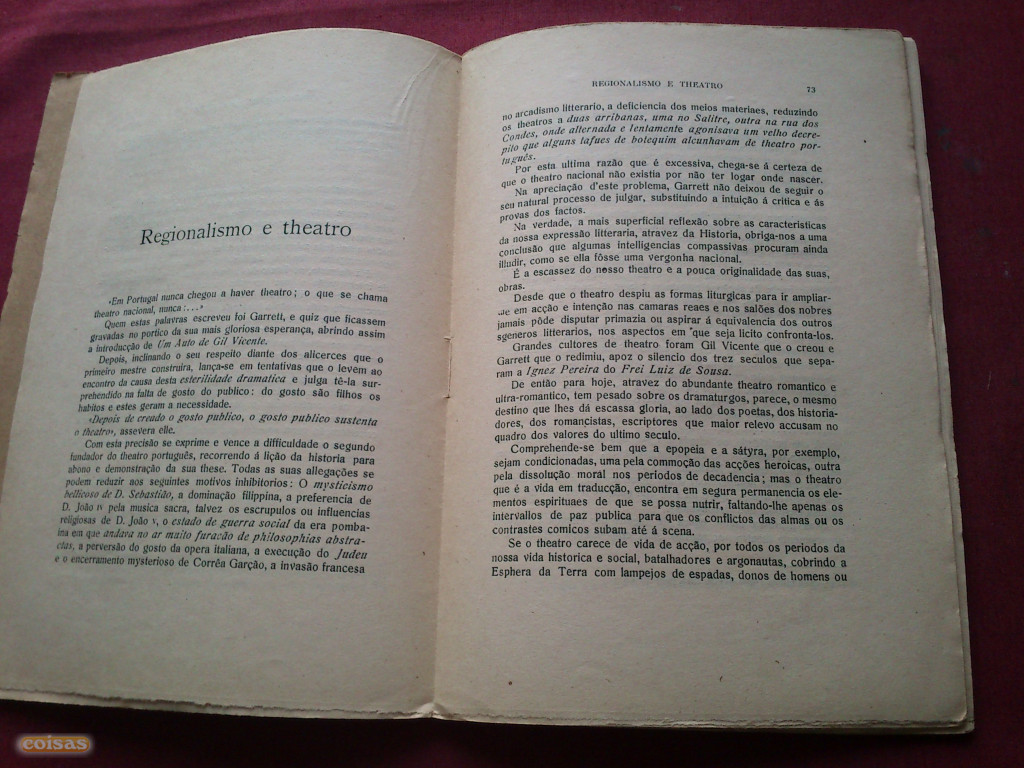 Regionalismo e theatro
«Em Portugal nunca chegou a haver theatro; o que se chama
theatro nacional, nunca:...»
Quem estas palavras escreveu foi Garrett, e quiz que ficassem
gravadas no portico da sua mais gloriosa esperança, abrindo assim
a introducção de Um Auto de Gil Vicente.
Depois, inclinando o seu respeito diante dos alicerces que o
primeiro mestre construira, lança-se em tentativas que o levem ao
encontro da causa desta esterilidade dramatica e julga tê-la sur-
prehendido na falta de gosto do publico: do gosto são filhos os
habitos e estes geram a necessidade.
«Depois de creado o gosto publico, o gosto publico sustenta
o theatro», assevera elle.
Com esta precisão se exprime e vence a difficuldade o segundo
fundador do theatro português, recorrendo á lição da historia para
abono e demonstração da sua these. Todas as suas allegações se
podem reduzir aos seguintes motivos inhibitorios: O mysticismo
bellicoso de D. Sebastião, a dominação filippina, a preferencia de
D. João IV pela musica sacra, talvez os escrupulos ou influencias
religiosas de D. João V, o estado de guerra social da era pomba-
ina em que andava no ar muito furacão de philosophias abstra-
ctas, a perversão do gosto da opera italiana, a execução do Judeu
e o encerramento mysterioso de Corrêa Garção, a invasão francesa
REGIONALISMO E THEATRO
73
no arcadismo litterario, a deficiencia dos meios materiaes, reduzindo
os theatros a duas arribanas, uma no Salitre, outra na rua dos
Condes, onde alternada e lentamente agonisava um velho decre-
pito que alguns tafues de botequim alcunhavam de theatro por-
tuguês.
Por esta ultima razão que é excessiva, chega-se á certeza de
que o theatro nacional não existia por não ter logar onde nascer.
Na apreciação d'este problema, Garrett não deixou de seguir o
seu natural processo de julgar, substituindo a intuição á critica e ás
provas dos factos.
Na verdade, a mais superficial reflexão sobre as caracteristicas
da nossa expressão litteraria, atravez da Historia, obriga-nos a uma
conclusão que algumas intelligencias compassivas procuram ainda
illudir, como se ella fôsse uma vergonha nacional.
É a escassez do nosso theatro e a pouca originalidade das suas,
obras.
Desde que o theatro despiu as formas liturgicas para ir ampliar-
se em acção e intenção nas camaras reaes e nos salões dos nobres
jamais pôde disputar primazia ou aspirar á equivalencia dos outros
sgeneros litterarios, nos aspectos em que seja licito confronta-los.
Grandes cultores de theatro foram Gil Vicente que o creou e
Garrett que o redimiu, apoz o silencio dos trez seculos que sepa-
ram a Ignez Pereira do Frei Luiz de Sousa.
De então para hoje, atravez do abundante theatro romantico e
ultra-romantico, tem pesado sobre os dramaturgos, parece, o mesmo
destino que lhes dá escassa gloria, ao lado dos poetas, dos historia-
dores, dos romancistas, escriptores que maior relevo accusam no
quadro dos valores do ultimo seculo.
Comprehende-se bem que a epopeia e a sátyra, por exemplo,
sejam condicionadas, uma pela commoção das acções heroicas, outra
pela dissolução moral nos periodos de decadencia; mas o theatro
que é a vida em traducção, encontra em segura permanencia os ele-
mentos espirituaes de que se possa nutrir, faltando-lhe apenas os
intervallos de paz publica para que os conflictos das almas ou os
contrastes comicos subam até á scena.
Se o theatro carece de vida de acção, por todos os periodos da
nossa vida historica e social, batalhadores e argonautas, cobrindo a
Esphera da Terra com lampejos de espadas, donos de homens ou
coisas